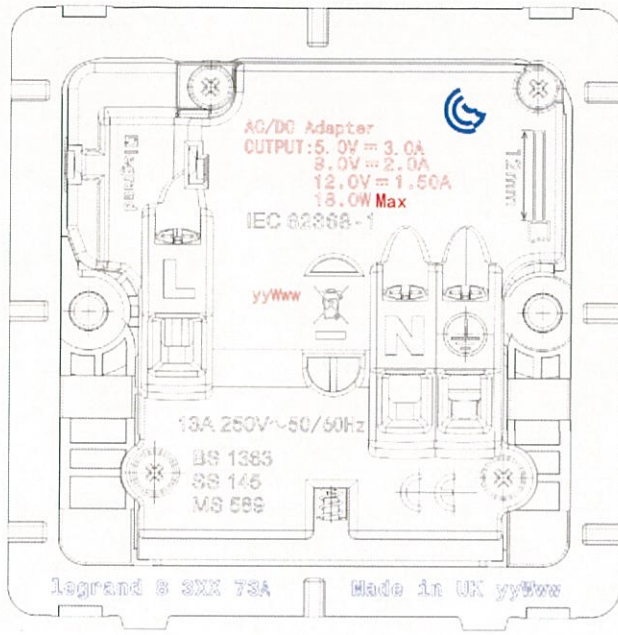 AC/DC Adapter
OUTPUT:5.0V⎓3.0A
9.0V⎓2.0A
12.0V⎓1.50A
18.0W Max
IEC 62368-1
legrand
12mm
L
yyWww
N
13A 250V~50/60Hz
BS 1363
SS 145
MS 589
CE
legrand 8 3XX 73A Made in UK yyWww